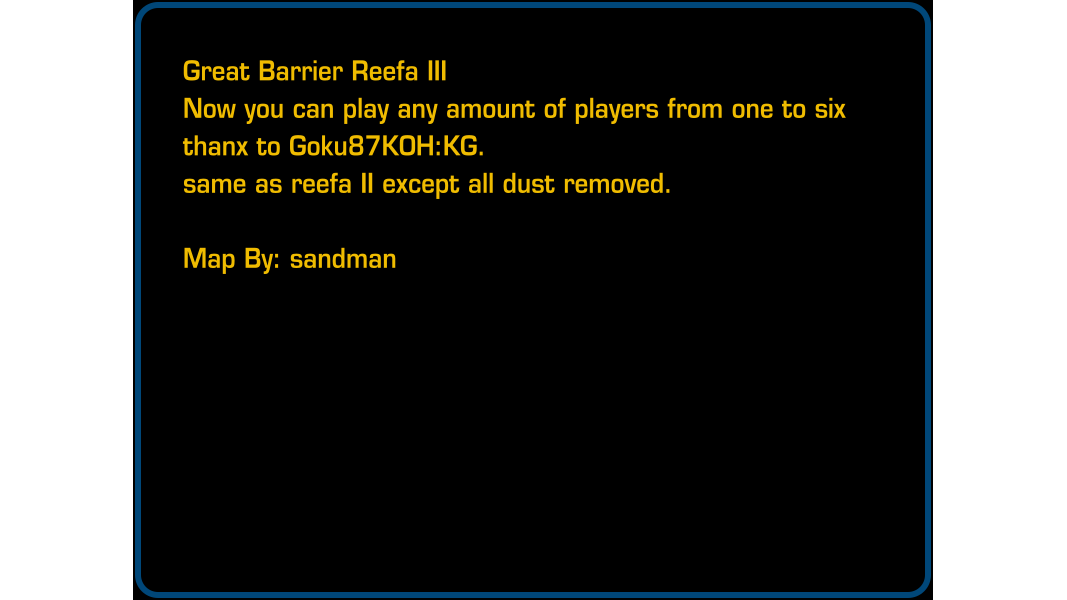 Great Barrier Reefa III
Now you can play any amount of players from one to six
thanx to Goku87KOH:KG.
same as reefa II except all dust removed.
Map By: sandman